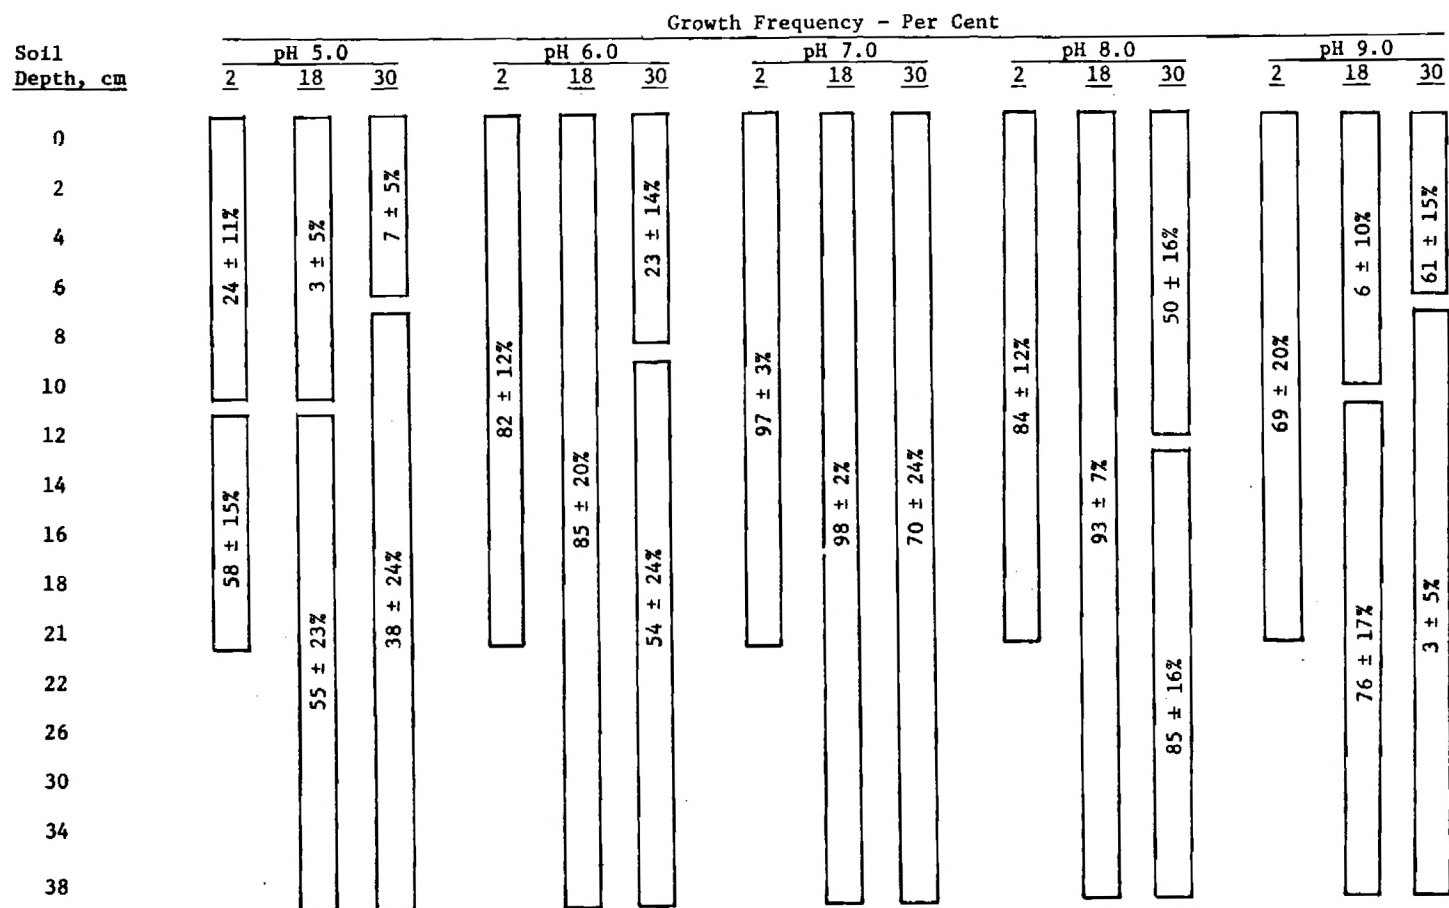 Growth Frequency - Per Cent
Soil pH 5.0 pH 6.0 pH 7.0 pH 8.0 pH 9.0
Depth, cm 2 18 30 2 18 30 2 18 30 2 18 30 2 18 30
0
2
4
6
8
10
12
14
16
18
21
22
26
30
34
38
24 ± 11%
58 ± 15%
3 ± 5%
55 ± 23%
7 ± 5%
38 ± 24%
82 ± 12%
85 ± 20%
23 ± 14%
54 ± 24%
97 ± 3%
98 ± 2%
70 ± 24%
84 ± 12%
93 ± 7%
50 ± 16%
85 ± 16%
69 ± 20%
6 ± 10%
76 ± 17%
61 ± 15%
3 ± 5%